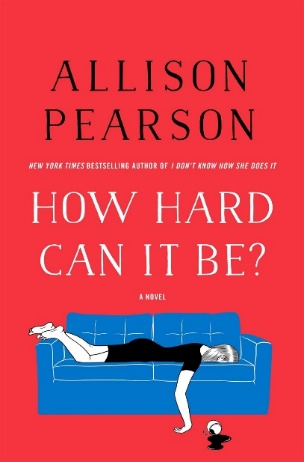 ALLISON
PEARSON
NEW YORK TIMES BESTSELLING AUTHOR OF I DON'T KNOW HOW SHE DOES IT
HOW HARD
CAN IT BE?
A NOVEL